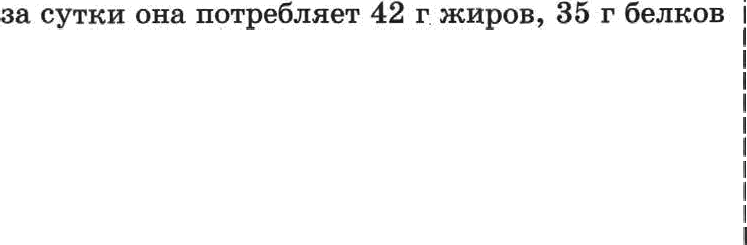 за сутки она потребляет 42 г жиров, 35 г белков